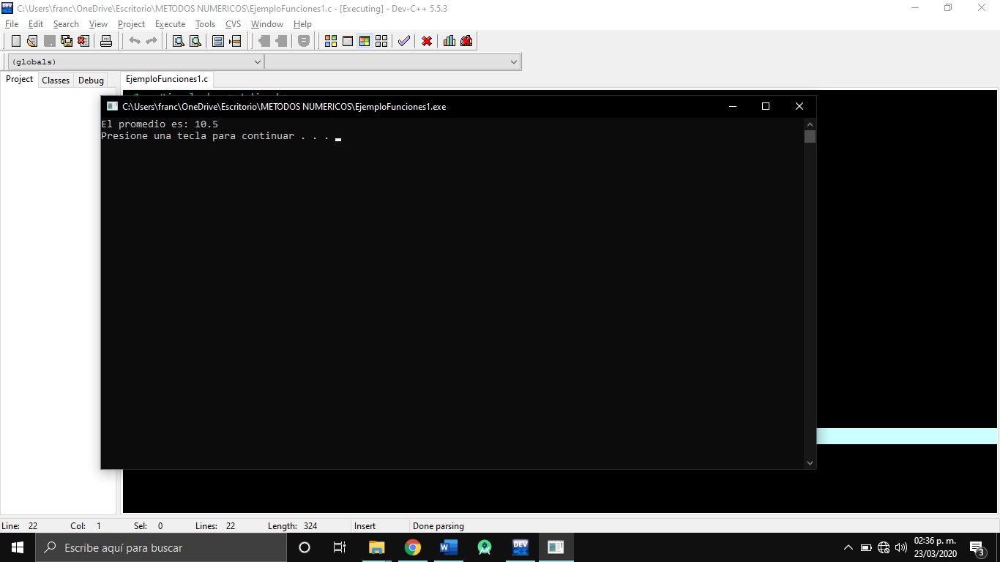 C:\Users\franc\OneDrive\Escritorio\METODOS NUMERICOS\EjemploFunciones1.c - [Executing] - Dev-C++ 5.5.3
File Edit Search View Project Execute Tools CVS Window Help
(globals)
Project Classes Debug EjemploFunciones1.c
C:\Users\franc\OneDrive\Escritorio\METODOS NUMERICOS\EjemploFunciones1.exe
El promedio es: 10.5
Presione una tecla para continuar . . .
Line: 22 Col: 1 Sel: 0 Lines: 22 Length: 324 Insert Done parsing
Escribe aquí para buscar
DEV C++
02:36 p. m.
23/03/2020
3